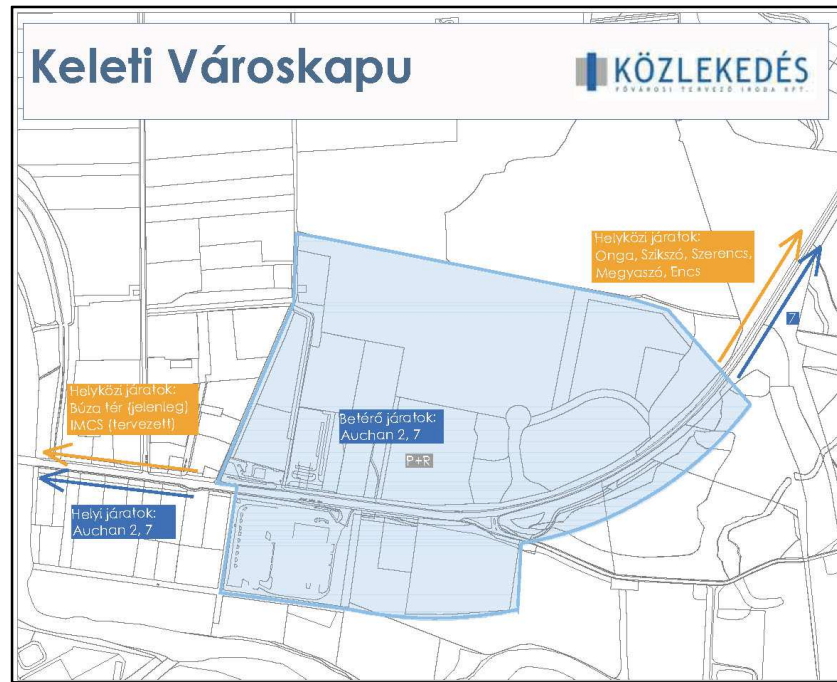 Keleti Városkapu
KÖZLEKEDÉS
FŐVÁROSI TERVEZŐ IRODA KFT.
Helyközi járatok:
Onga, Szikszó, Szerencs,
Megyaszó, Encs
7
Helyközi járatok:
Búza tér (jelenleg)
IMCS (tervezett)
Betérő járatok:
Auchan 2, 7
P+R
Helyi járatok:
Auchan 2, 7